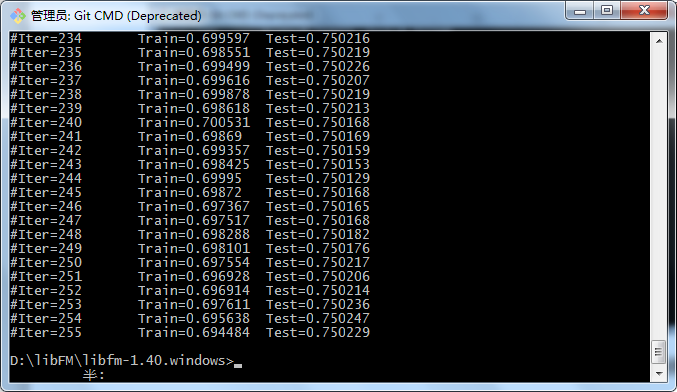 管理员: Git CMD (Deprecated)
#Iter=234 Train=0.699597 Test=0.750216
#Iter=235 Train=0.698551 Test=0.750219
#Iter=236 Train=0.699499 Test=0.750226
#Iter=237 Train=0.699616 Test=0.750207
#Iter=238 Train=0.699878 Test=0.750219
#Iter=239 Train=0.698618 Test=0.750213
#Iter=240 Train=0.700531 Test=0.750168
#Iter=241 Train=0.69869 Test=0.750169
#Iter=242 Train=0.699357 Test=0.750159
#Iter=243 Train=0.698425 Test=0.750153
#Iter=244 Train=0.69995 Test=0.750129
#Iter=245 Train=0.69872 Test=0.750168
#Iter=246 Train=0.697367 Test=0.750165
#Iter=247 Train=0.697517 Test=0.750168
#Iter=248 Train=0.698288 Test=0.750182
#Iter=249 Train=0.698101 Test=0.750176
#Iter=250 Train=0.697554 Test=0.750217
#Iter=251 Train=0.696928 Test=0.750206
#Iter=252 Train=0.696914 Test=0.750214
#Iter=253 Train=0.697611 Test=0.750236
#Iter=254 Train=0.695638 Test=0.750247
#Iter=255 Train=0.694484 Test=0.750229
D:\libFM\libfm-1.40.windows>
半: